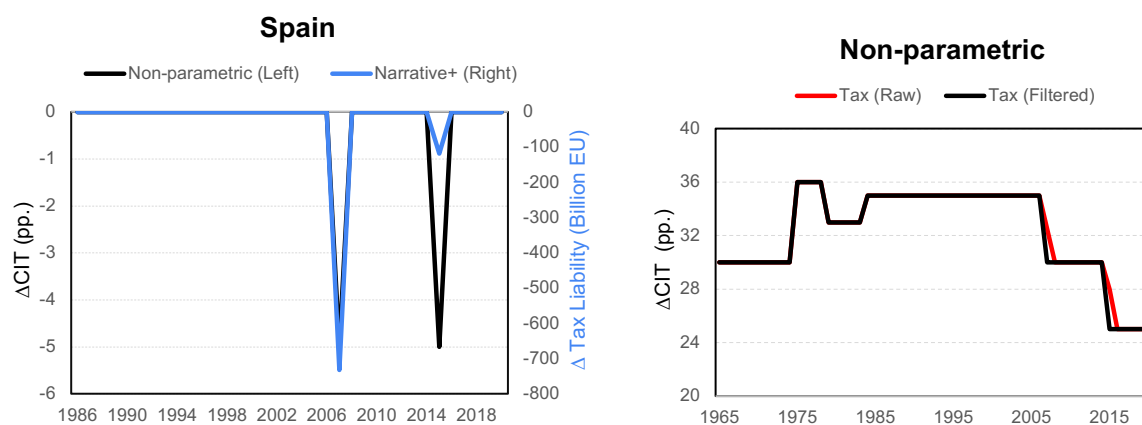 Spain
Non-parametric (Left) Narrative+ (Right)
0
-1
-2
-3
-4
-5
-6
ΔCIT (pp.)
0
-100
-200
-300
-400
-500
-600
-700
-800
Δ Tax Liability (Billion EU)
1986 1990 1994 1998 2002 2006 2010 2014 2018
Non-parametric
Tax (Raw) Tax (Filtered)
40
36
32
28
24
20
ΔCIT (pp.)
1965 1975 1985 1995 2005 2015